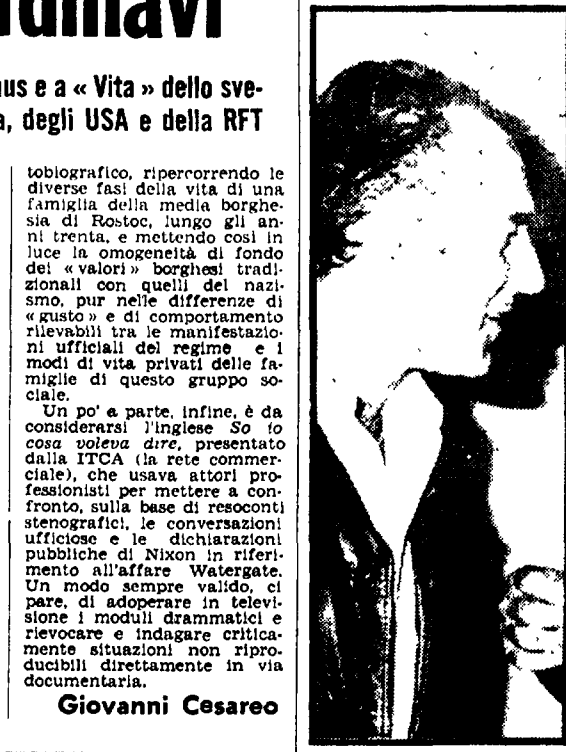 us e a « Vita » dello sve-
a, degli USA e della RFT
tobiografico, ripercorrendo le
diverse fasi della vita di una
famiglia della media borghe-
sia di Rostoc, lungo gli an-
ni trenta, e mettendo così in
luce la omogeneità di fondo
dei « valori » borghesi tradi-
zionali con quelli del nazi-
smo, pur nelle differenze di
« gusto » e di comportamento
rilevabili tra le manifestazio-
ni ufficiali del regime e i
modi di vita privati delle fa-
miglie di questo gruppo so-
ciale.
Un po' a parte, infine, è da
considerarsi l'inglese So io
cosa voleva dire, presentato
dalla ITCA (la rete commer-
ciale), che usava attori pro-
fessionisti per mettere a con-
fronto, sulla base di resoconti
stenografici, le conversazioni
ufficiose e le dichiarazioni
pubbliche di Nixon in riferi-
mento all'affare Watergate.
Un modo sempre valido, ci
pare, di adoperare in televi-
sione i moduli drammatici e
rievocare e indagare critica-
mente situazioni non ripro-
ducibili direttamente in via
documentaria.
Giovanni Cesareo